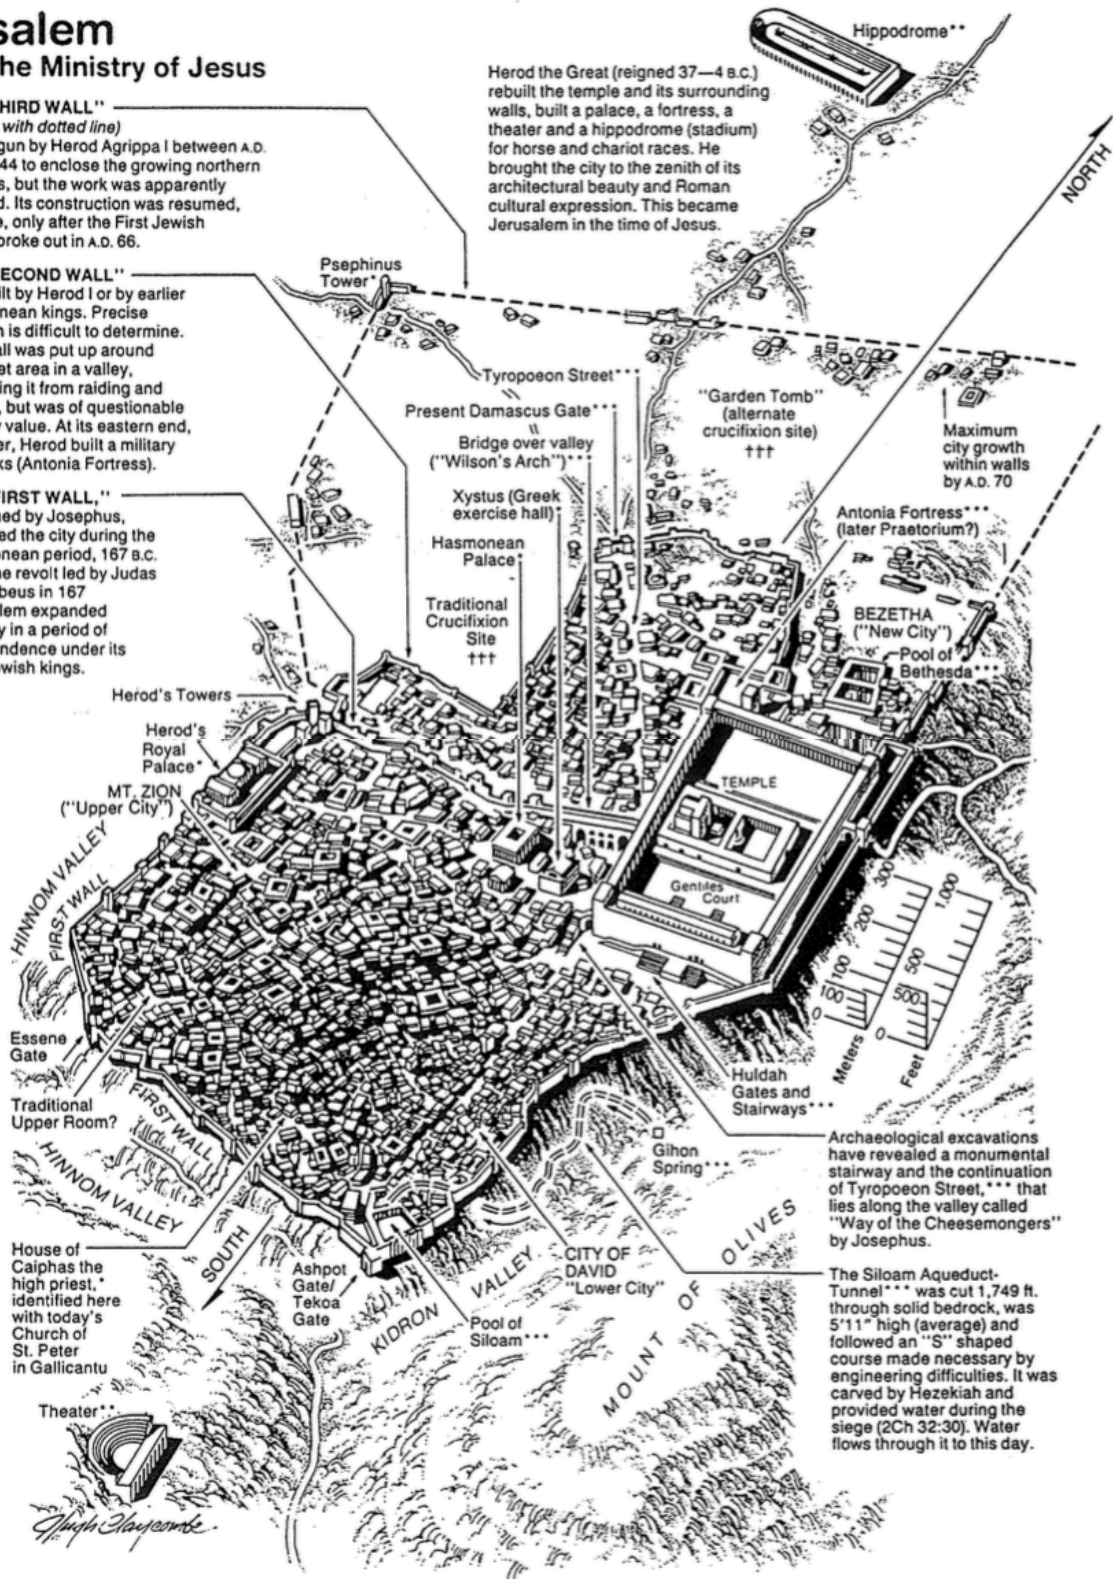 salem
he Ministry of Jesus
HIRD WALL"
with dotted line)
gun by Herod Agrippa I between A.D.
44 to enclose the growing northern
s, but the work was apparently
d. Its construction was resumed,
e, only after the First Jewish
broke out in A.D. 66.
ECOND WALL"
ilt by Herod I or by earlier
nean kings. Precise
n is difficult to determine.
all was put up around
et area in a valley,
ing it from raiding and
, but was of questionable
y value. At its eastern end,
er, Herod built a military
ks (Antonia Fortress).
FIRST WALL,"
ed by Josephus,
ed the city during the
nean period, 167 B.C.
he revolt led by Judas
beus in 167
lem expanded
y in a period of
ndence under its
ewish kings.
Herod the Great (reigned 37—4 B.C.)
rebuilt the temple and its surrounding
walls, built a palace, a fortress, a
theater and a hippodrome (stadium)
for horse and chariot races. He
brought the city to the zenith of its
architectural beauty and Roman
cultural expression. This became
Jerusalem in the time of Jesus.
Hippodrome**
NORTH
Psephinus
Tower*
Tyropoeon Street***
Present Damascus Gate***
Bridge over valley
("Wilson's Arch")***
Xystus (Greek
exercise hall)*
Hasmonean
Palace*
Traditional
Crucifixion
Site
†††
"Garden Tomb"
(alternate
crucifixion site)
†††
Maximum
city growth
within walls
by A.D. 70
Antonia Fortress***
(later Praetorium?)
BEZETHA
("New City")
Pool of
Bethesda***
Herod's Towers
Herod's
Royal
Palace*
MT. ZION
("Upper City")
HINNOM VALLEY
FIRST WALL
TEMPLE
Gentiles
Court
300
200
100
100
0
Meters
1,000
500
500
0
Feet
Essene
Gate
Traditional
Upper Room?
FIRST WALL
HINNOM VALLEY
SOUTH
House of
Caiphas the
high priest,*
identified here
with today's
Church of
St. Peter
in Gallicantu
Ashpot
Gate/
Tekoa
Gate
KIDRON VALLEY
Pool of
Siloam***
CITY OF
DAVID
"Lower City"
Gihon
Spring***
MOUNT OF OLIVES
Huldah
Gates and
Stairways***
Archaeological excavations
have revealed a monumental
stairway and the continuation
of Tyropoeon Street,*** that
lies along the valley called
"Way of the Cheesemongers"
by Josephus.
The Siloam Aqueduct-
Tunnel*** was cut 1,749 ft.
through solid bedrock, was
5'11" high (average) and
followed an "S" shaped
course made necessary by
engineering difficulties. It was
carved by Hezekiah and
provided water during the
siege (2Ch 32:30). Water
flows through it to this day.
Theater**
Hugh Claycombe